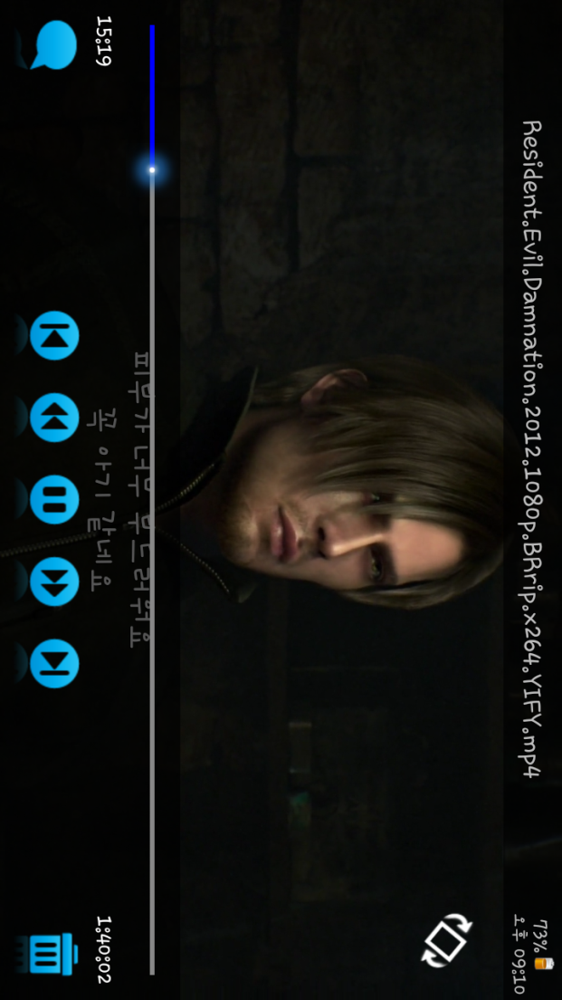 Resident.Evil.Damnation.2012.1080p.BRrip.x264.YIFY.mp4
73%
오후 09:10
피부가 너무 부드러워요
꼭 아기 같네요
15:19
1:40:02